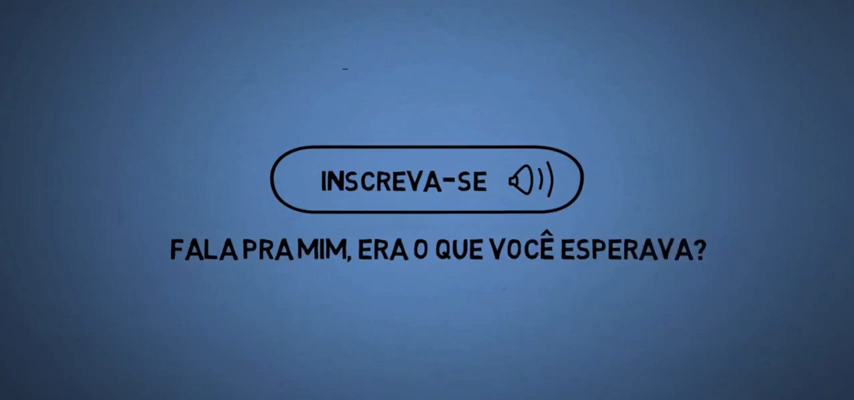 INSCREVA-SE
FALA PRA MIM, ERA O QUE VOCÊ ESPERAVA?